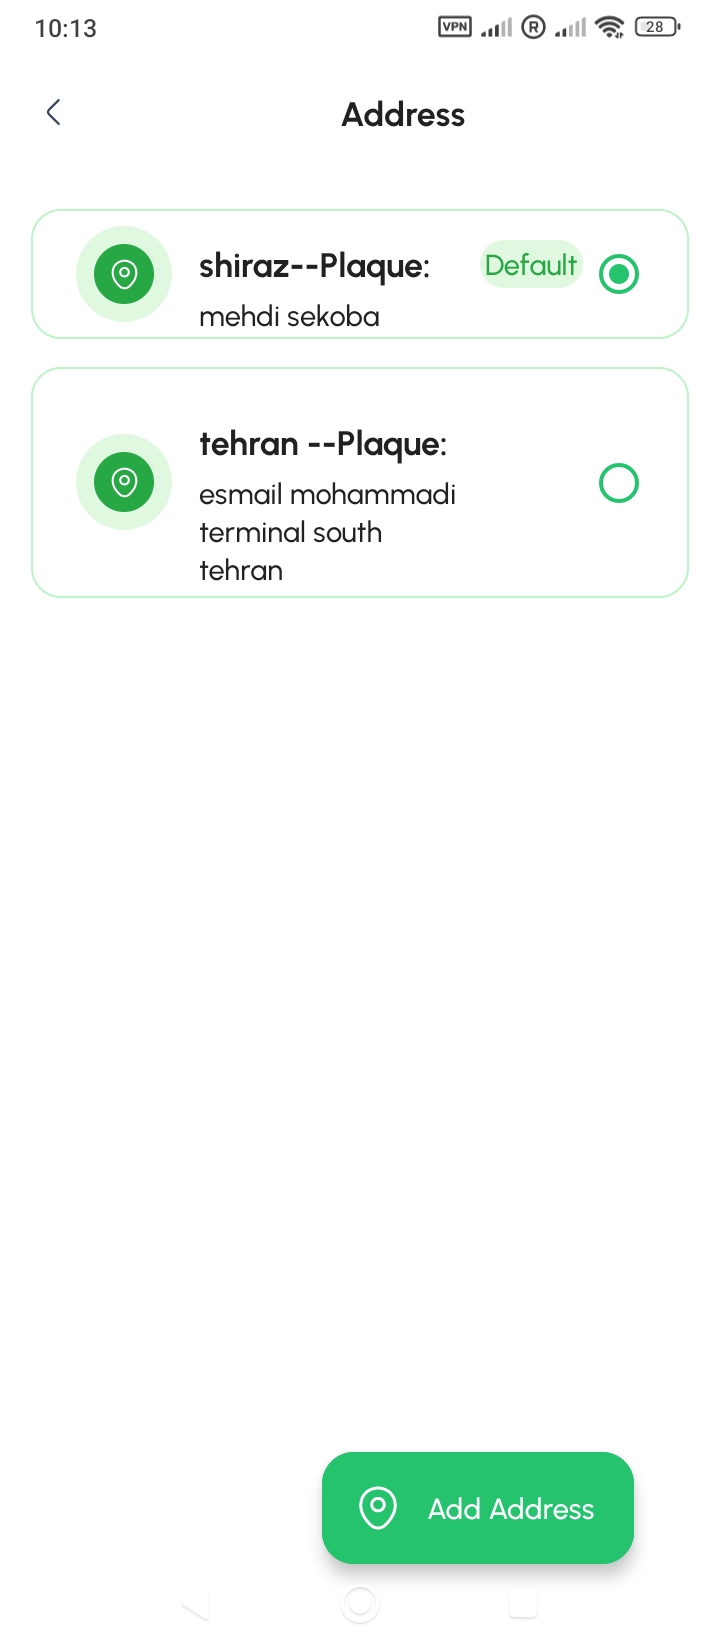 10:13
VPN
R
28
Address
shiraz--Plaque:
Default
mehdi sekoba
tehran --Plaque:
esmail mohammadi
terminal south
tehran
Add Address